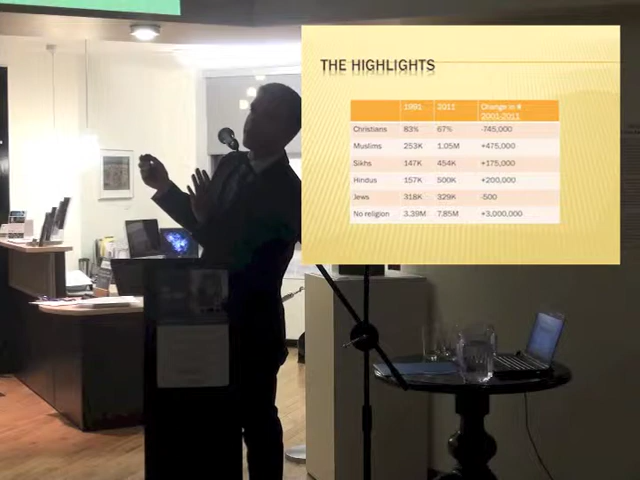 THE HIGHLIGHTS
1991 2011 Change in #
2001-2011
Christians 83% 67% -745,000
Muslims 253K 1.05M +475,000
Sikhs 147K 454K +175,000
Hindus 157K 500K +200,000
Jews 318K 329K -500
No religion 3.39M 7.85M +3,000,000